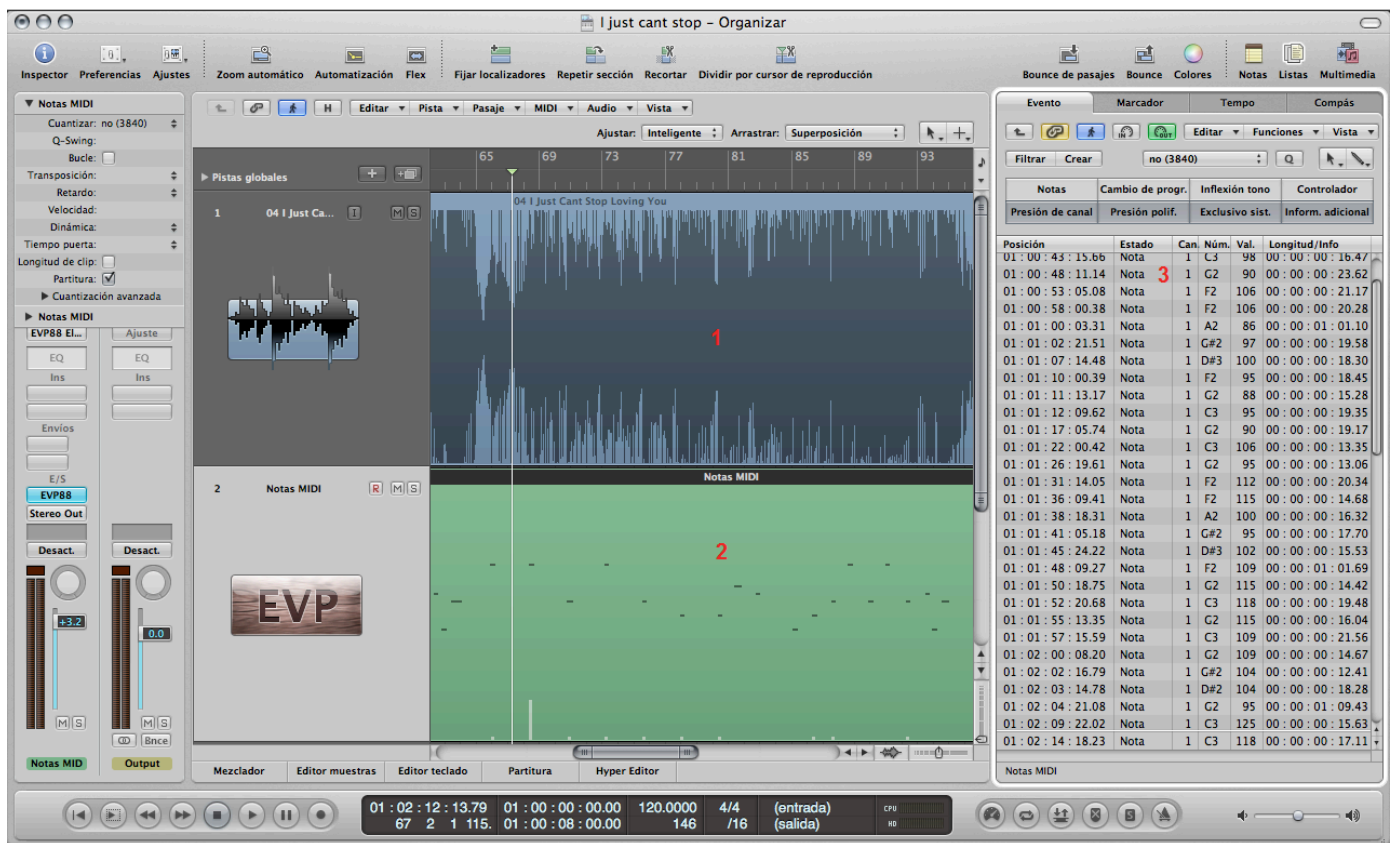 I just cant stop – Organizar
Inspector Preferencias Ajustes Zoom automático Automatización Flex Fijar localizadores Repetir sección Recortar Dividir por cursor de reproducción Bounce de pasajes Bounce Colores Notas Listas Multimedia
Notas MIDI
Cuantizar: no (3840)
Q-Swing:
Bucle:
Transposición:
Retardo:
Velocidad:
Dinámica:
Tiempo puerta:
Longitud de clip:
Partitura:
Cuantización avanzada
Notas MIDI
EVP88 El... Ajuste
EQ EQ
Ins Ins
Envíos
E/S
EVP88
Stereo Out
Desact. Desact.
+3.2 0.0
M S M S
Bnce
Notas MID Output
H Editar Pista Pasaje MIDI Audio Vista
Ajustar: Inteligente Arrastrar: Superposición
65 69 73 77 81 85 89 93
Pistas globales
04 I Just Cant Stop Loving You
1 04 I Just Ca... I M S
1
Notas MIDI
2 Notas MIDI R M S
2
EVP
Mezclador Editor muestras Editor teclado Partitura Hyper Editor
Evento Marcador Tempo Compás
IN OUT Editar Funciones Vista
Filtrar Crear no (3840) Q
Notas Cambio de progr. Inflexión tono Controlador
Presión de canal Presión polif. Exclusivo sist. Inform. adicional
Posición Estado Can. Núm. Val. Longitud/Info
01 : 00 : 43 : 15.66 Nota 1 C3 98 00 : 00 : 00 : 16.47
3
01 : 00 : 48 : 11.14 Nota 1 G2 90 00 : 00 : 00 : 23.62
01 : 00 : 53 : 05.08 Nota 1 F2 106 00 : 00 : 00 : 21.17
01 : 00 : 58 : 00.38 Nota 1 F2 106 00 : 00 : 00 : 20.28
01 : 01 : 00 : 03.31 Nota 1 A2 86 00 : 00 : 01 : 01.10
01 : 01 : 02 : 21.51 Nota 1 G#2 97 00 : 00 : 00 : 19.58
01 : 01 : 07 : 14.48 Nota 1 D#3 100 00 : 00 : 00 : 18.30
01 : 01 : 10 : 00.39 Nota 1 F2 95 00 : 00 : 00 : 18.45
01 : 01 : 11 : 13.17 Nota 1 G2 88 00 : 00 : 00 : 15.28
01 : 01 : 12 : 09.62 Nota 1 C3 95 00 : 00 : 00 : 19.35
01 : 01 : 17 : 05.74 Nota 1 G2 90 00 : 00 : 00 : 19.17
01 : 01 : 22 : 00.42 Nota 1 C3 106 00 : 00 : 00 : 13.35
01 : 01 : 26 : 19.61 Nota 1 G2 95 00 : 00 : 00 : 13.06
01 : 01 : 31 : 14.05 Nota 1 F2 112 00 : 00 : 00 : 20.34
01 : 01 : 36 : 09.41 Nota 1 F2 115 00 : 00 : 00 : 14.68
01 : 01 : 38 : 18.31 Nota 1 A2 100 00 : 00 : 00 : 16.32
01 : 01 : 41 : 05.18 Nota 1 G#2 95 00 : 00 : 00 : 17.70
01 : 01 : 45 : 24.22 Nota 1 D#3 102 00 : 00 : 00 : 15.53
01 : 01 : 48 : 09.27 Nota 1 F2 109 00 : 00 : 01 : 01.69
01 : 01 : 50 : 18.75 Nota 1 G2 115 00 : 00 : 00 : 14.42
01 : 01 : 52 : 20.68 Nota 1 C3 118 00 : 00 : 00 : 19.48
01 : 01 : 55 : 13.35 Nota 1 G2 115 00 : 00 : 00 : 16.04
01 : 01 : 57 : 15.59 Nota 1 C3 109 00 : 00 : 00 : 21.56
01 : 02 : 00 : 08.20 Nota 1 G2 109 00 : 00 : 00 : 14.67
01 : 02 : 02 : 16.79 Nota 1 G#2 104 00 : 00 : 00 : 12.41
01 : 02 : 03 : 14.78 Nota 1 D#2 104 00 : 00 : 00 : 18.28
01 : 02 : 04 : 21.08 Nota 1 G2 95 00 : 00 : 01 : 09.43
01 : 02 : 09 : 22.02 Nota 1 C3 125 00 : 00 : 00 : 15.63
01 : 02 : 14 : 18.23 Nota 1 C3 118 00 : 00 : 00 : 17.11
Notas MIDI
01 : 02 : 12 : 13.79 01 : 00 : 00 : 00.00 120.0000 4/4 (entrada) CPU
67 2 1 115. 01 : 00 : 08 : 00.00 146 /16 (salida) HD
S